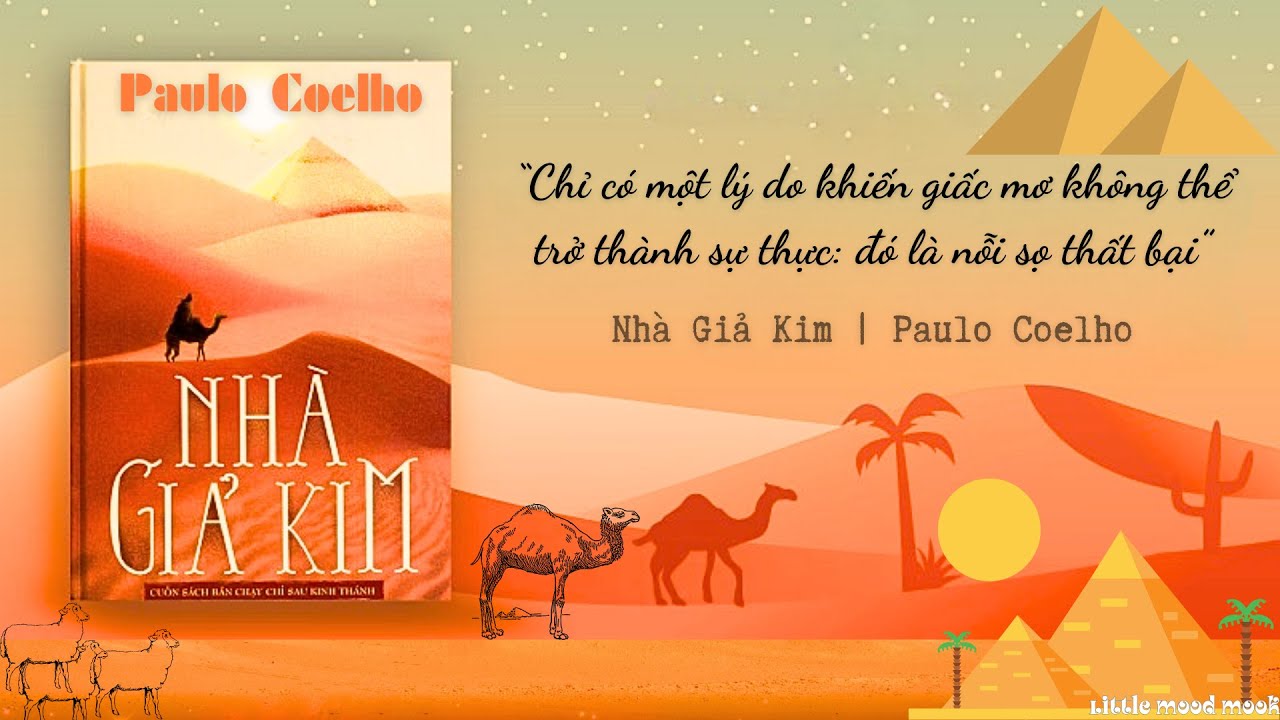 Paulo Coelho
NHÀ
GIẢ KIM
CUỐN SÁCH BÁN CHẠY CHỈ SAU KINH THÁNH
“Chỉ có một lý do khiến giấc mơ không thể
trở thành sự thực: đó là nỗi sợ thất bại”
Nhà Giả Kim | Paulo Coelho
Little mood mook